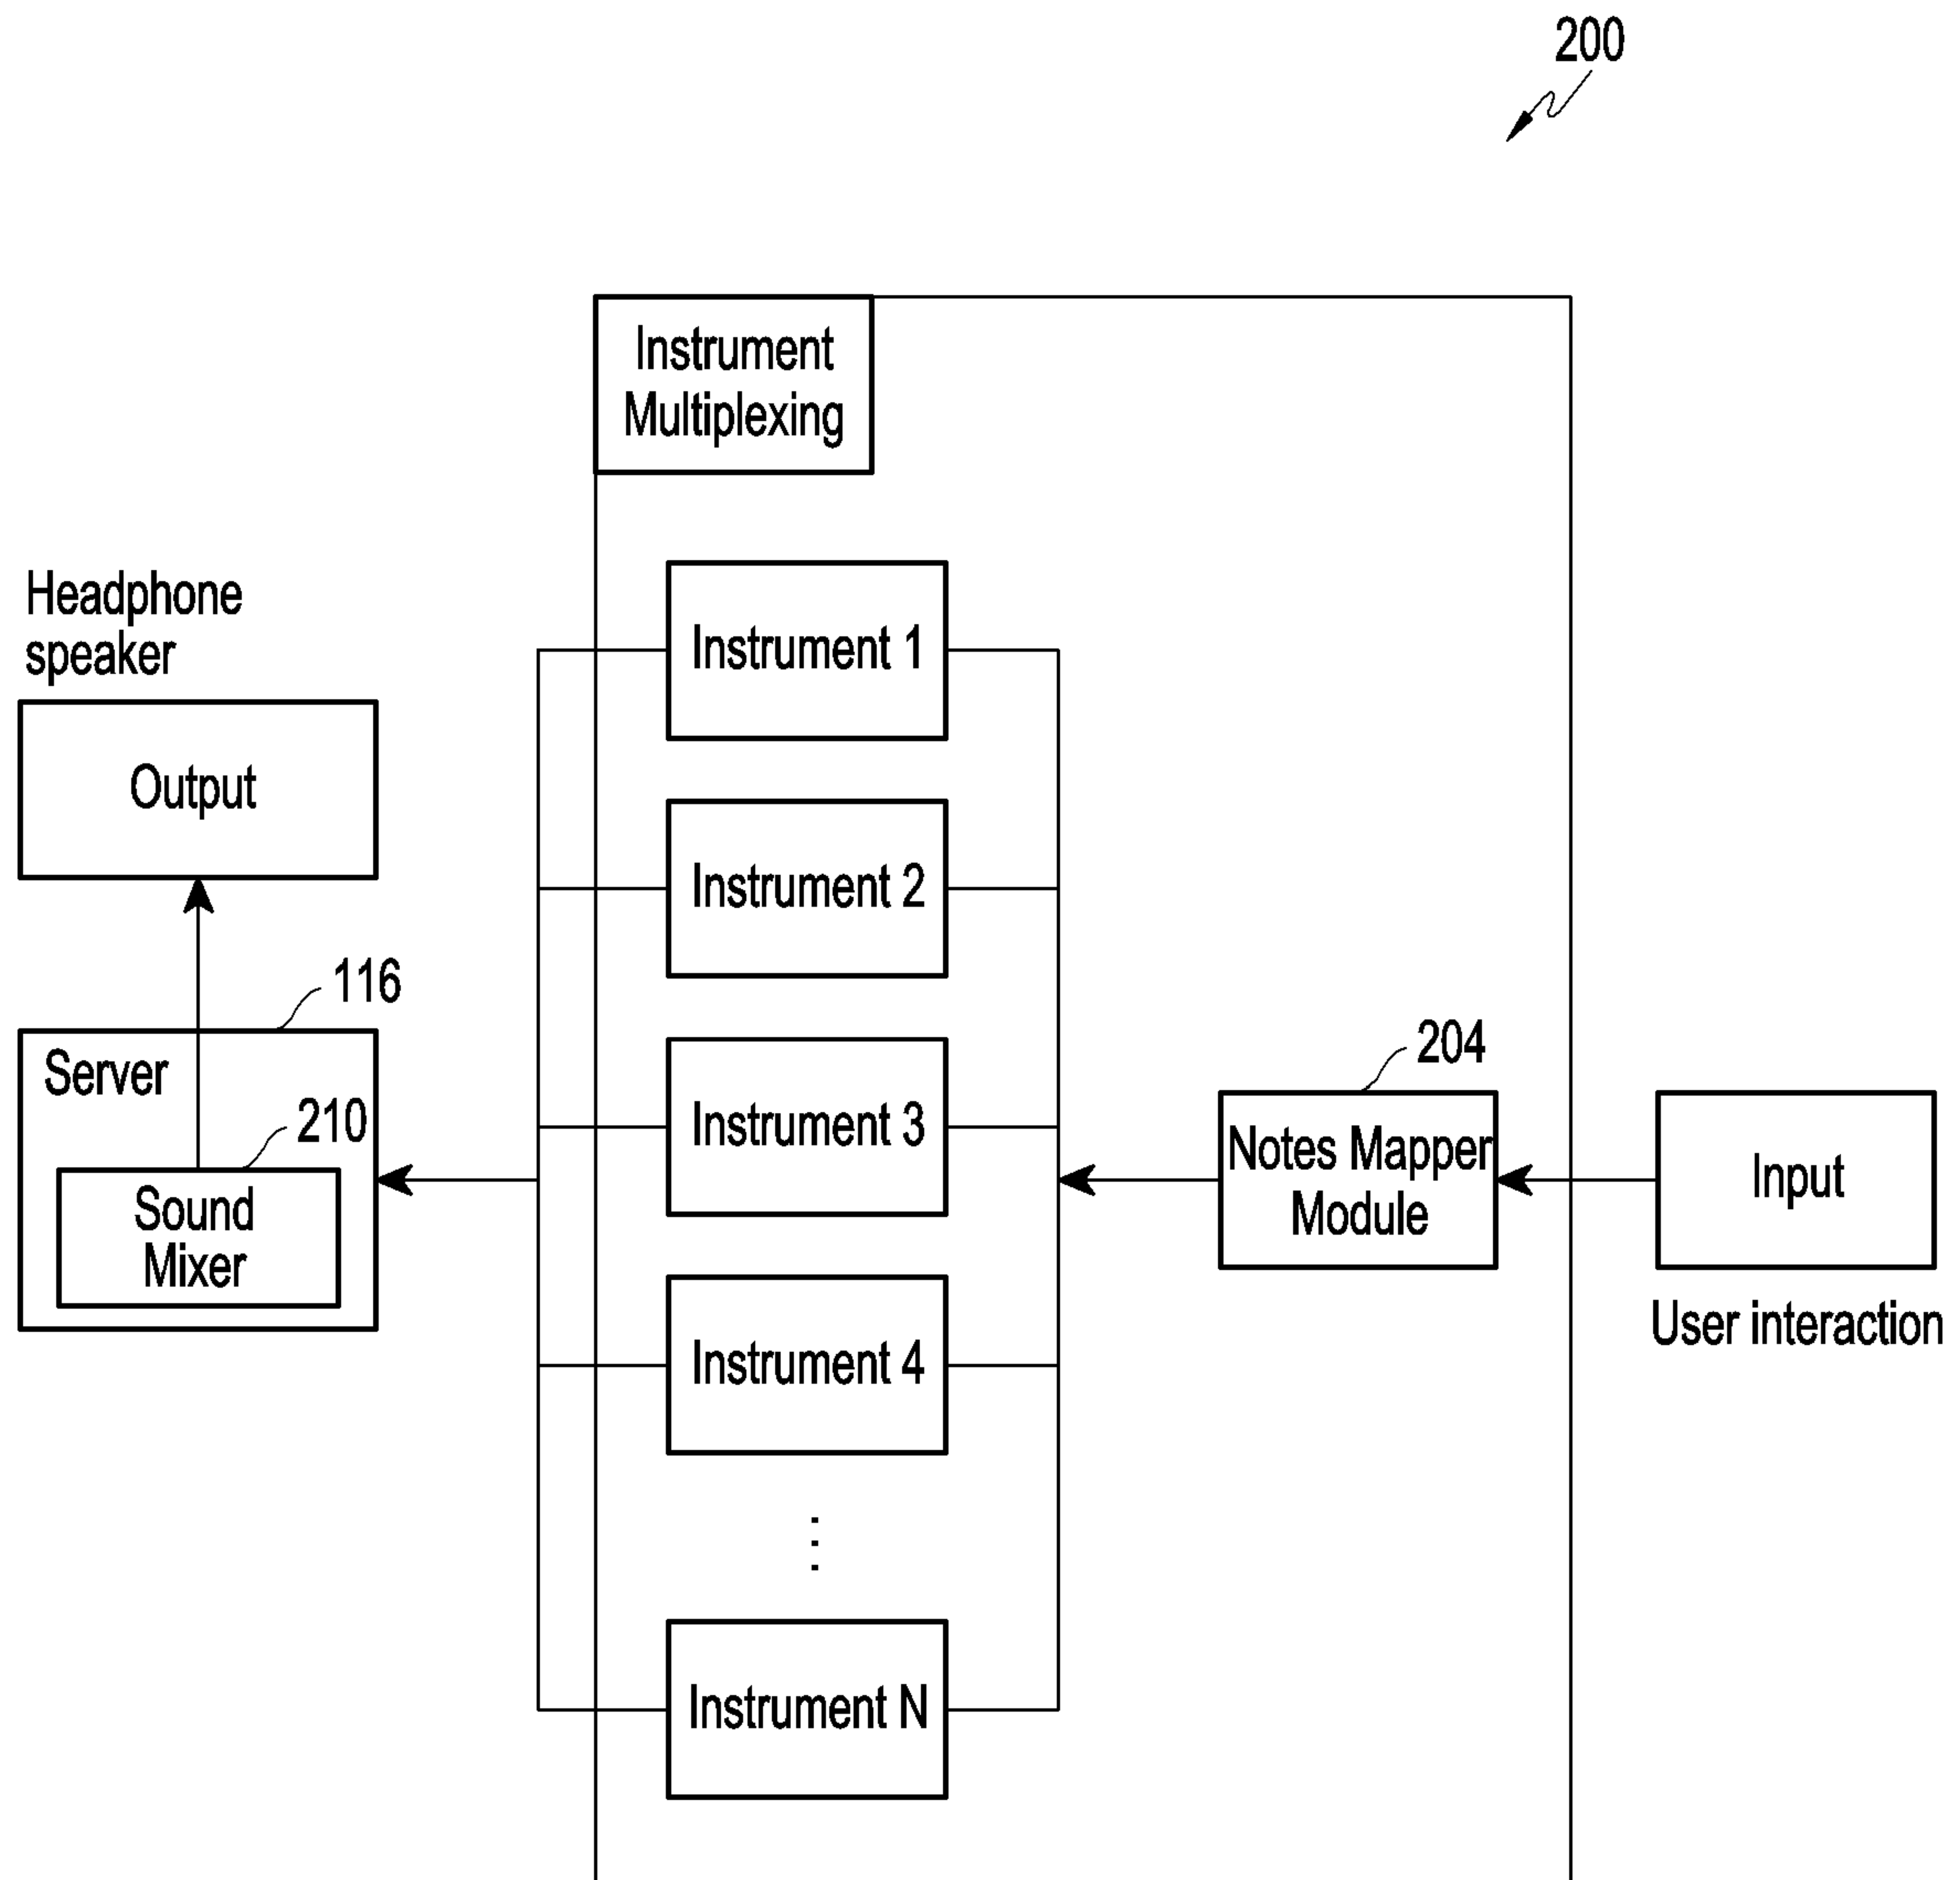 200
Instrument
Multiplexing
Headphone
speaker
Output
Instrument 1
Instrument 2
Instrument 3
Instrument 4
⋮
Instrument N
116
Server
210
Sound
Mixer
204
Notes Mapper
Module
Input
User interaction